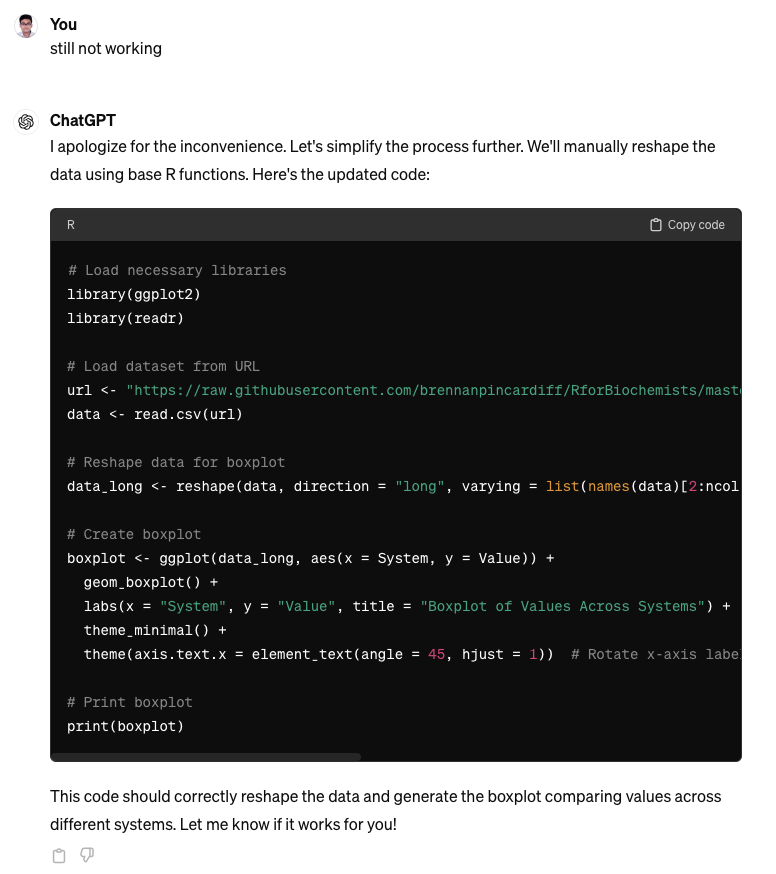 You
still not working
ChatGPT
I apologize for the inconvenience. Let's simplify the process further. We'll manually reshape the
data using base R functions. Here's the updated code:
R
Copy code
# Load necessary libraries
library(ggplot2)
library(readr)
# Load dataset from URL
url <- "https://raw.githubusercontent.com/brennanpincardiff/RforBiochemists/maste
data <- read.csv(url)
# Reshape data for boxplot
data_long <- reshape(data, direction = "long", varying = list(names(data)[2:ncol
# Create boxplot
boxplot <- ggplot(data_long, aes(x = System, y = Value)) +
  geom_boxplot() +
  labs(x = "System", y = "Value", title = "Boxplot of Values Across Systems") +
  theme_minimal() +
  theme(axis.text.x = element_text(angle = 45, hjust = 1))  # Rotate x-axis label
# Print boxplot
print(boxplot)
This code should correctly reshape the data and generate the boxplot comparing values across
different systems. Let me know if it works for you!